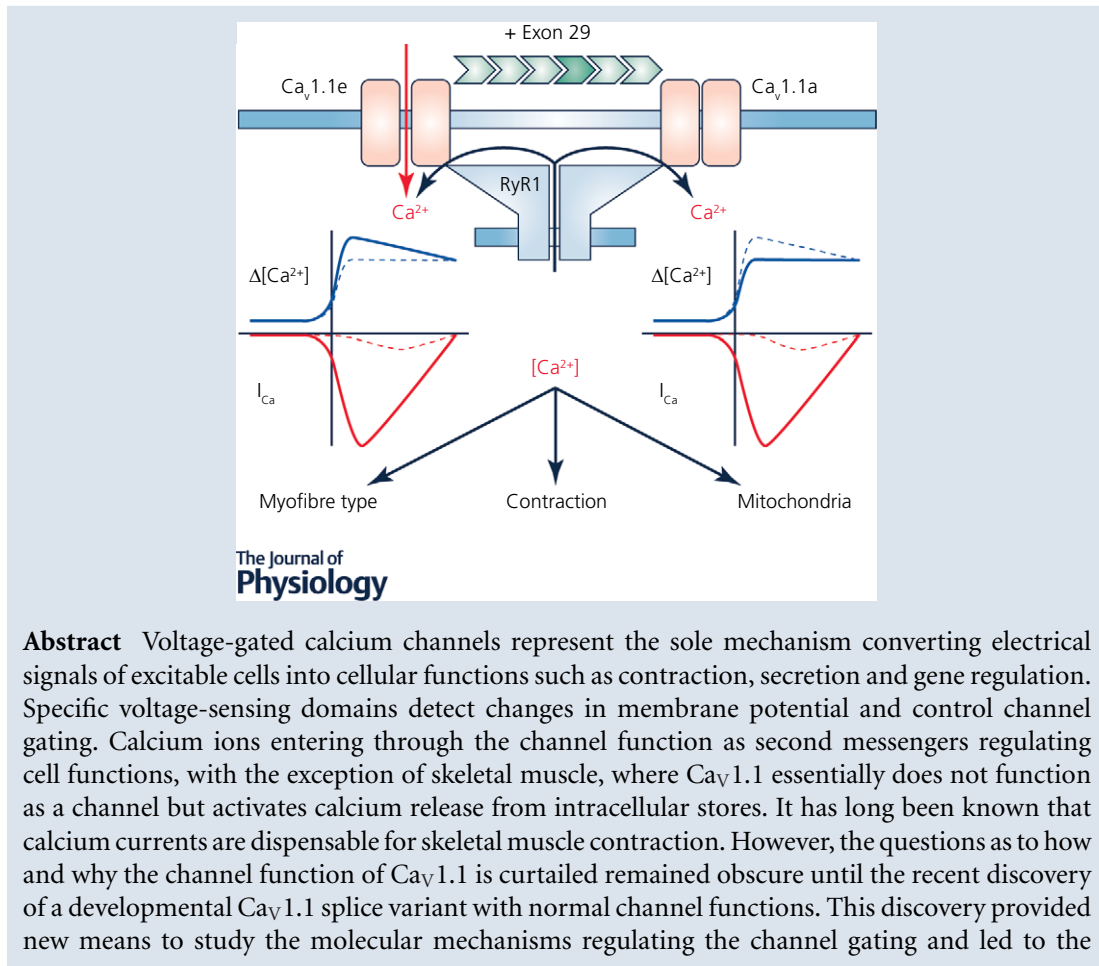 + Exon 29
Caᵥ1.1e
Caᵥ1.1a
RyR1
Ca²⁺
Ca²⁺
Δ[Ca²⁺]
Δ[Ca²⁺]
[Ca²⁺]
I_Ca
I_Ca
Myofibre type
Contraction
Mitochondria
The Journal of
Physiology
Abstract Voltage-gated calcium channels represent the sole mechanism converting electrical
signals of excitable cells into cellular functions such as contraction, secretion and gene regulation.
Specific voltage-sensing domains detect changes in membrane potential and control channel
gating. Calcium ions entering through the channel function as second messengers regulating
cell functions, with the exception of skeletal muscle, where Ca_V1.1 essentially does not function
as a channel but activates calcium release from intracellular stores. It has long been known that
calcium currents are dispensable for skeletal muscle contraction. However, the questions as to how
and why the channel function of Ca_V1.1 is curtailed remained obscure until the recent discovery
of a developmental Ca_V1.1 splice variant with normal channel functions. This discovery provided
new means to study the molecular mechanisms regulating the channel gating and led to the